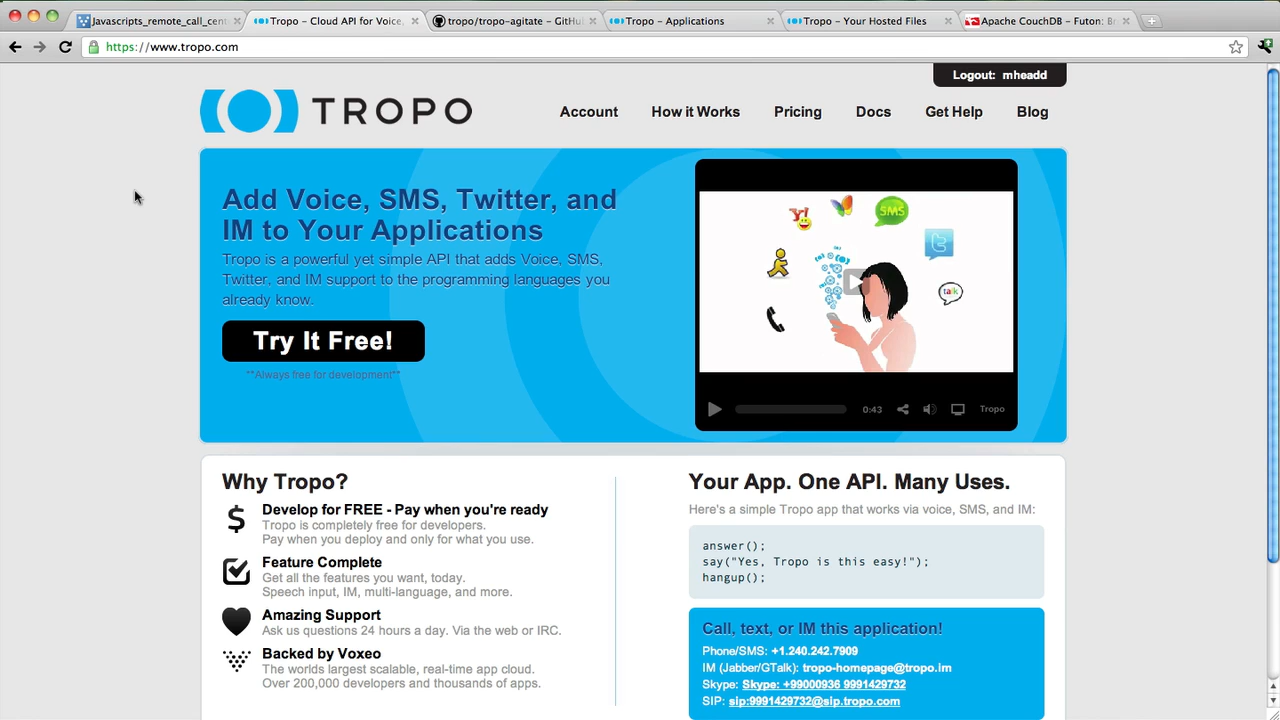 Javascripts_remote_call_cent
Tropo - Cloud API for Voice,
tropo/tropo-agitate - GitHu
Tropo - Applications
Tropo - Your Hosted Files
Apache CouchDB - Futon: Br
https://www.tropo.com
Logout: mheadd
TROPO
Account
How it Works
Pricing
Docs
Get Help
Blog
Add Voice, SMS, Twitter, and
IM to Your Applications
Tropo is a powerful yet simple API that adds Voice, SMS,
Twitter, and IM support to the programming languages you
already know.
Try It Free!
**Always free for development**
Y!
SMS
t
talk
0:43
Tropo
Why Tropo?
Develop for FREE - Pay when you're ready
Tropo is completely free for developers.
Pay when you deploy and only for what you use.
Feature Complete
Get all the features you want, today.
Speech input, IM, multi-language, and more.
Amazing Support
Ask us questions 24 hours a day. Via the web or IRC.
Backed by Voxeo
The worlds largest scalable, real-time app cloud.
Over 200,000 developers and thousands of apps.
Your App. One API. Many Uses.
Here's a simple Tropo app that works via voice, SMS, and IM:
answer();
say("Yes, Tropo is this easy!");
hangup();
Call, text, or IM this application!
Phone/SMS: +1.240.242.7909
IM (Jabber/GTalk): tropo-homepage@tropo.im
Skype: Skype: +99000936 9991429732
SIP: sip:9991429732@sip.tropo.com